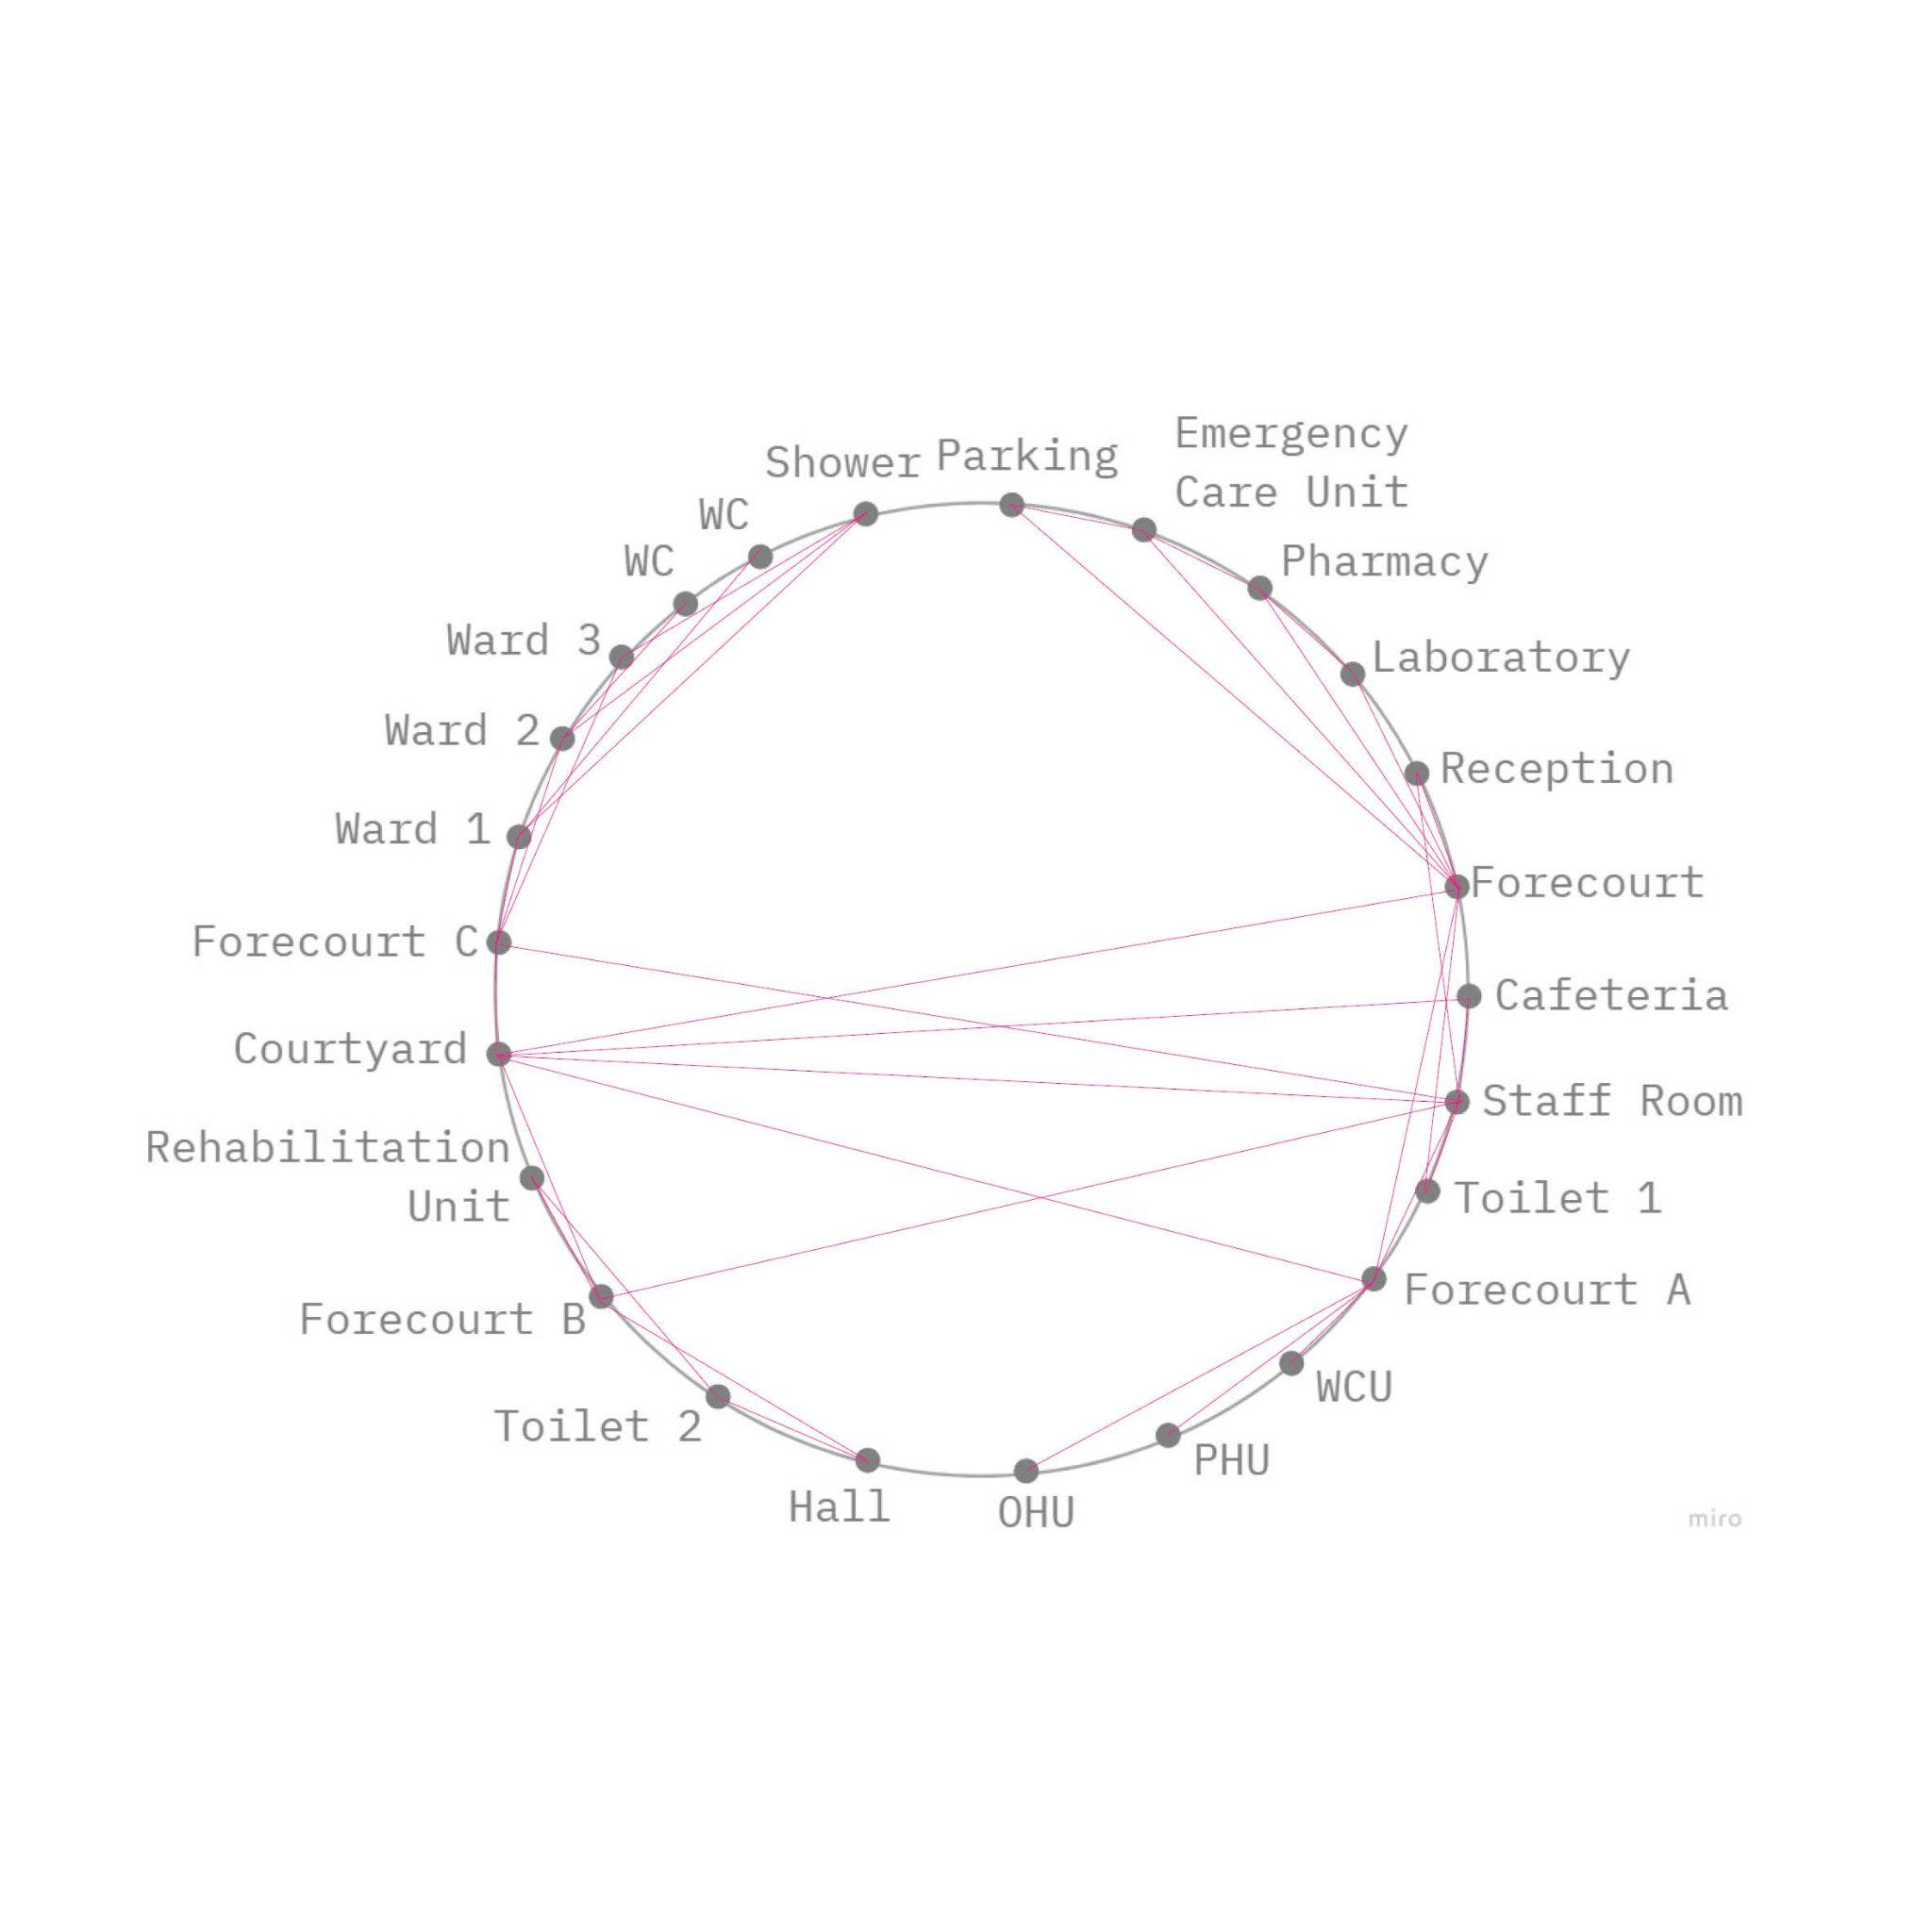 Shower
Parking
Emergency
Care Unit
Pharmacy
Laboratory
Reception
Forecourt
Cafeteria
Staff Room
Toilet 1
Forecourt A
WCU
PHU
OHU
Hall
Toilet 2
Forecourt B
Rehabilitation
Unit
Courtyard
Forecourt C
Ward 1
Ward 2
Ward 3
WC
WC
miro